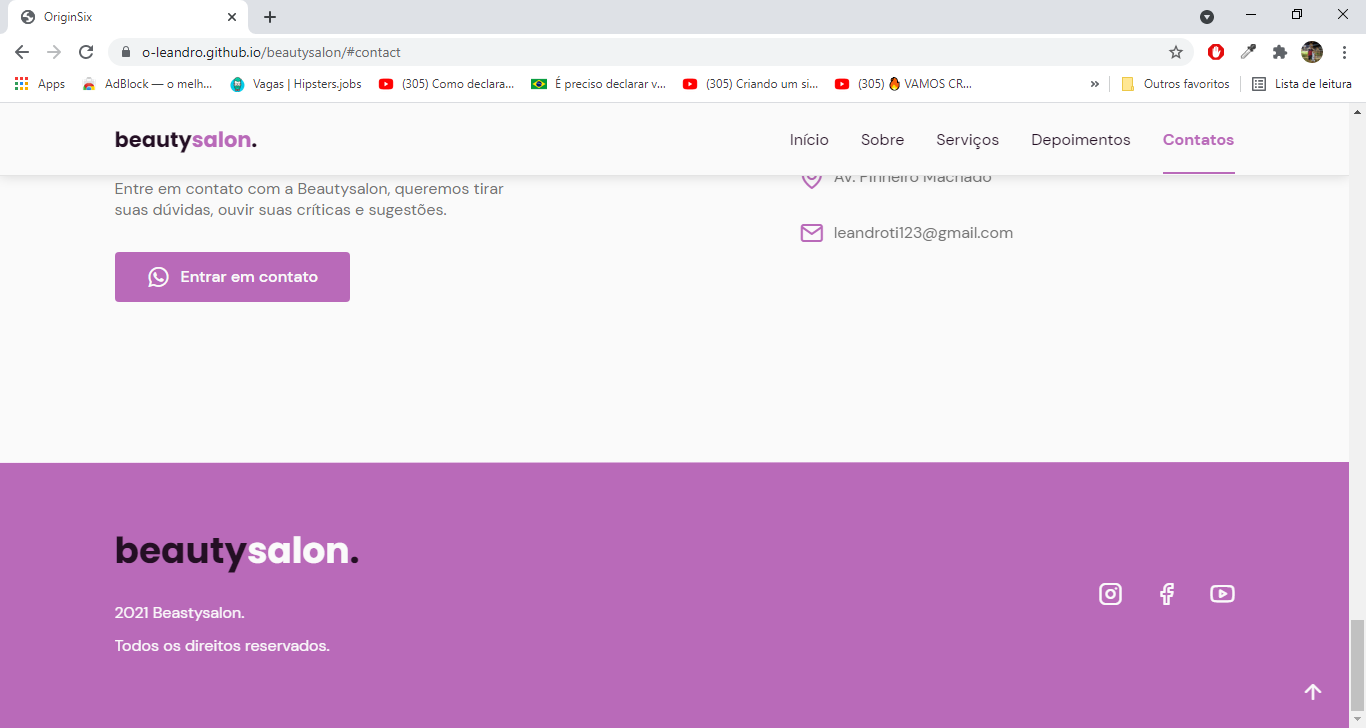 OriginSix
o-leandro.github.io/beautysalon/#contact
Apps AdBlock — o melh... Vagas | Hipsters.jobs (305) Como declara... É preciso declarar v... (305) Criando um si... (305) 🔥 VAMOS CR... » Outros favoritos Lista de leitura
beautysalon. Início Sobre Serviços Depoimentos Contatos
Av. Pinheiro Machado
Entre em contato com a Beautysalon, queremos tirar
suas dúvidas, ouvir suas críticas e sugestões.
leandroti123@gmail.com
Entrar em contato
beautysalon.
2021 Beastysalon.
Todos os direitos reservados.